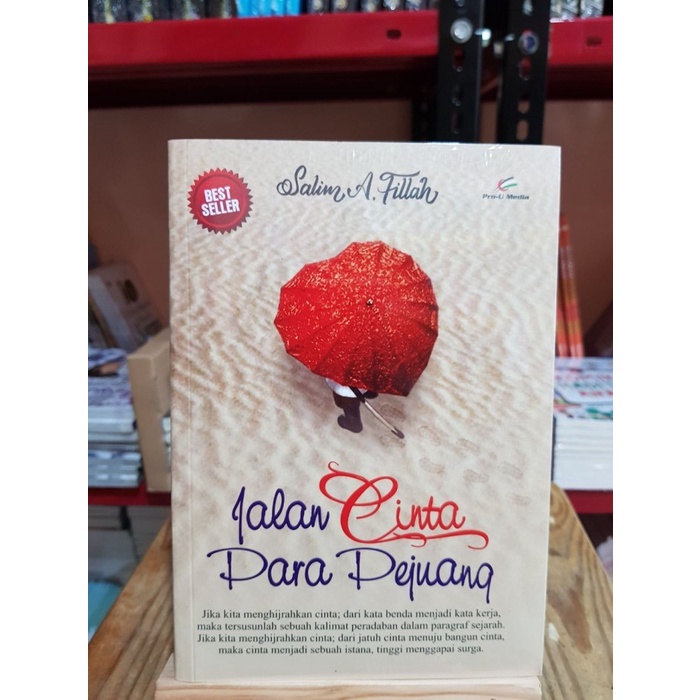 BEST
SELLER
Salim A. Fillah
Pro-U Media
Jalan Cinta
Para Pejuang
Jika kita menghijrahkan cinta; dari kata benda menjadi kata kerja,
maka tersusunlah sebuah kalimat peradaban dalam paragraf sejarah.
Jika kita menghijrahkan cinta; dari jatuh cinta menuju bangun cinta,
maka cinta menjadi sebuah istana, tinggi menggapai surga.